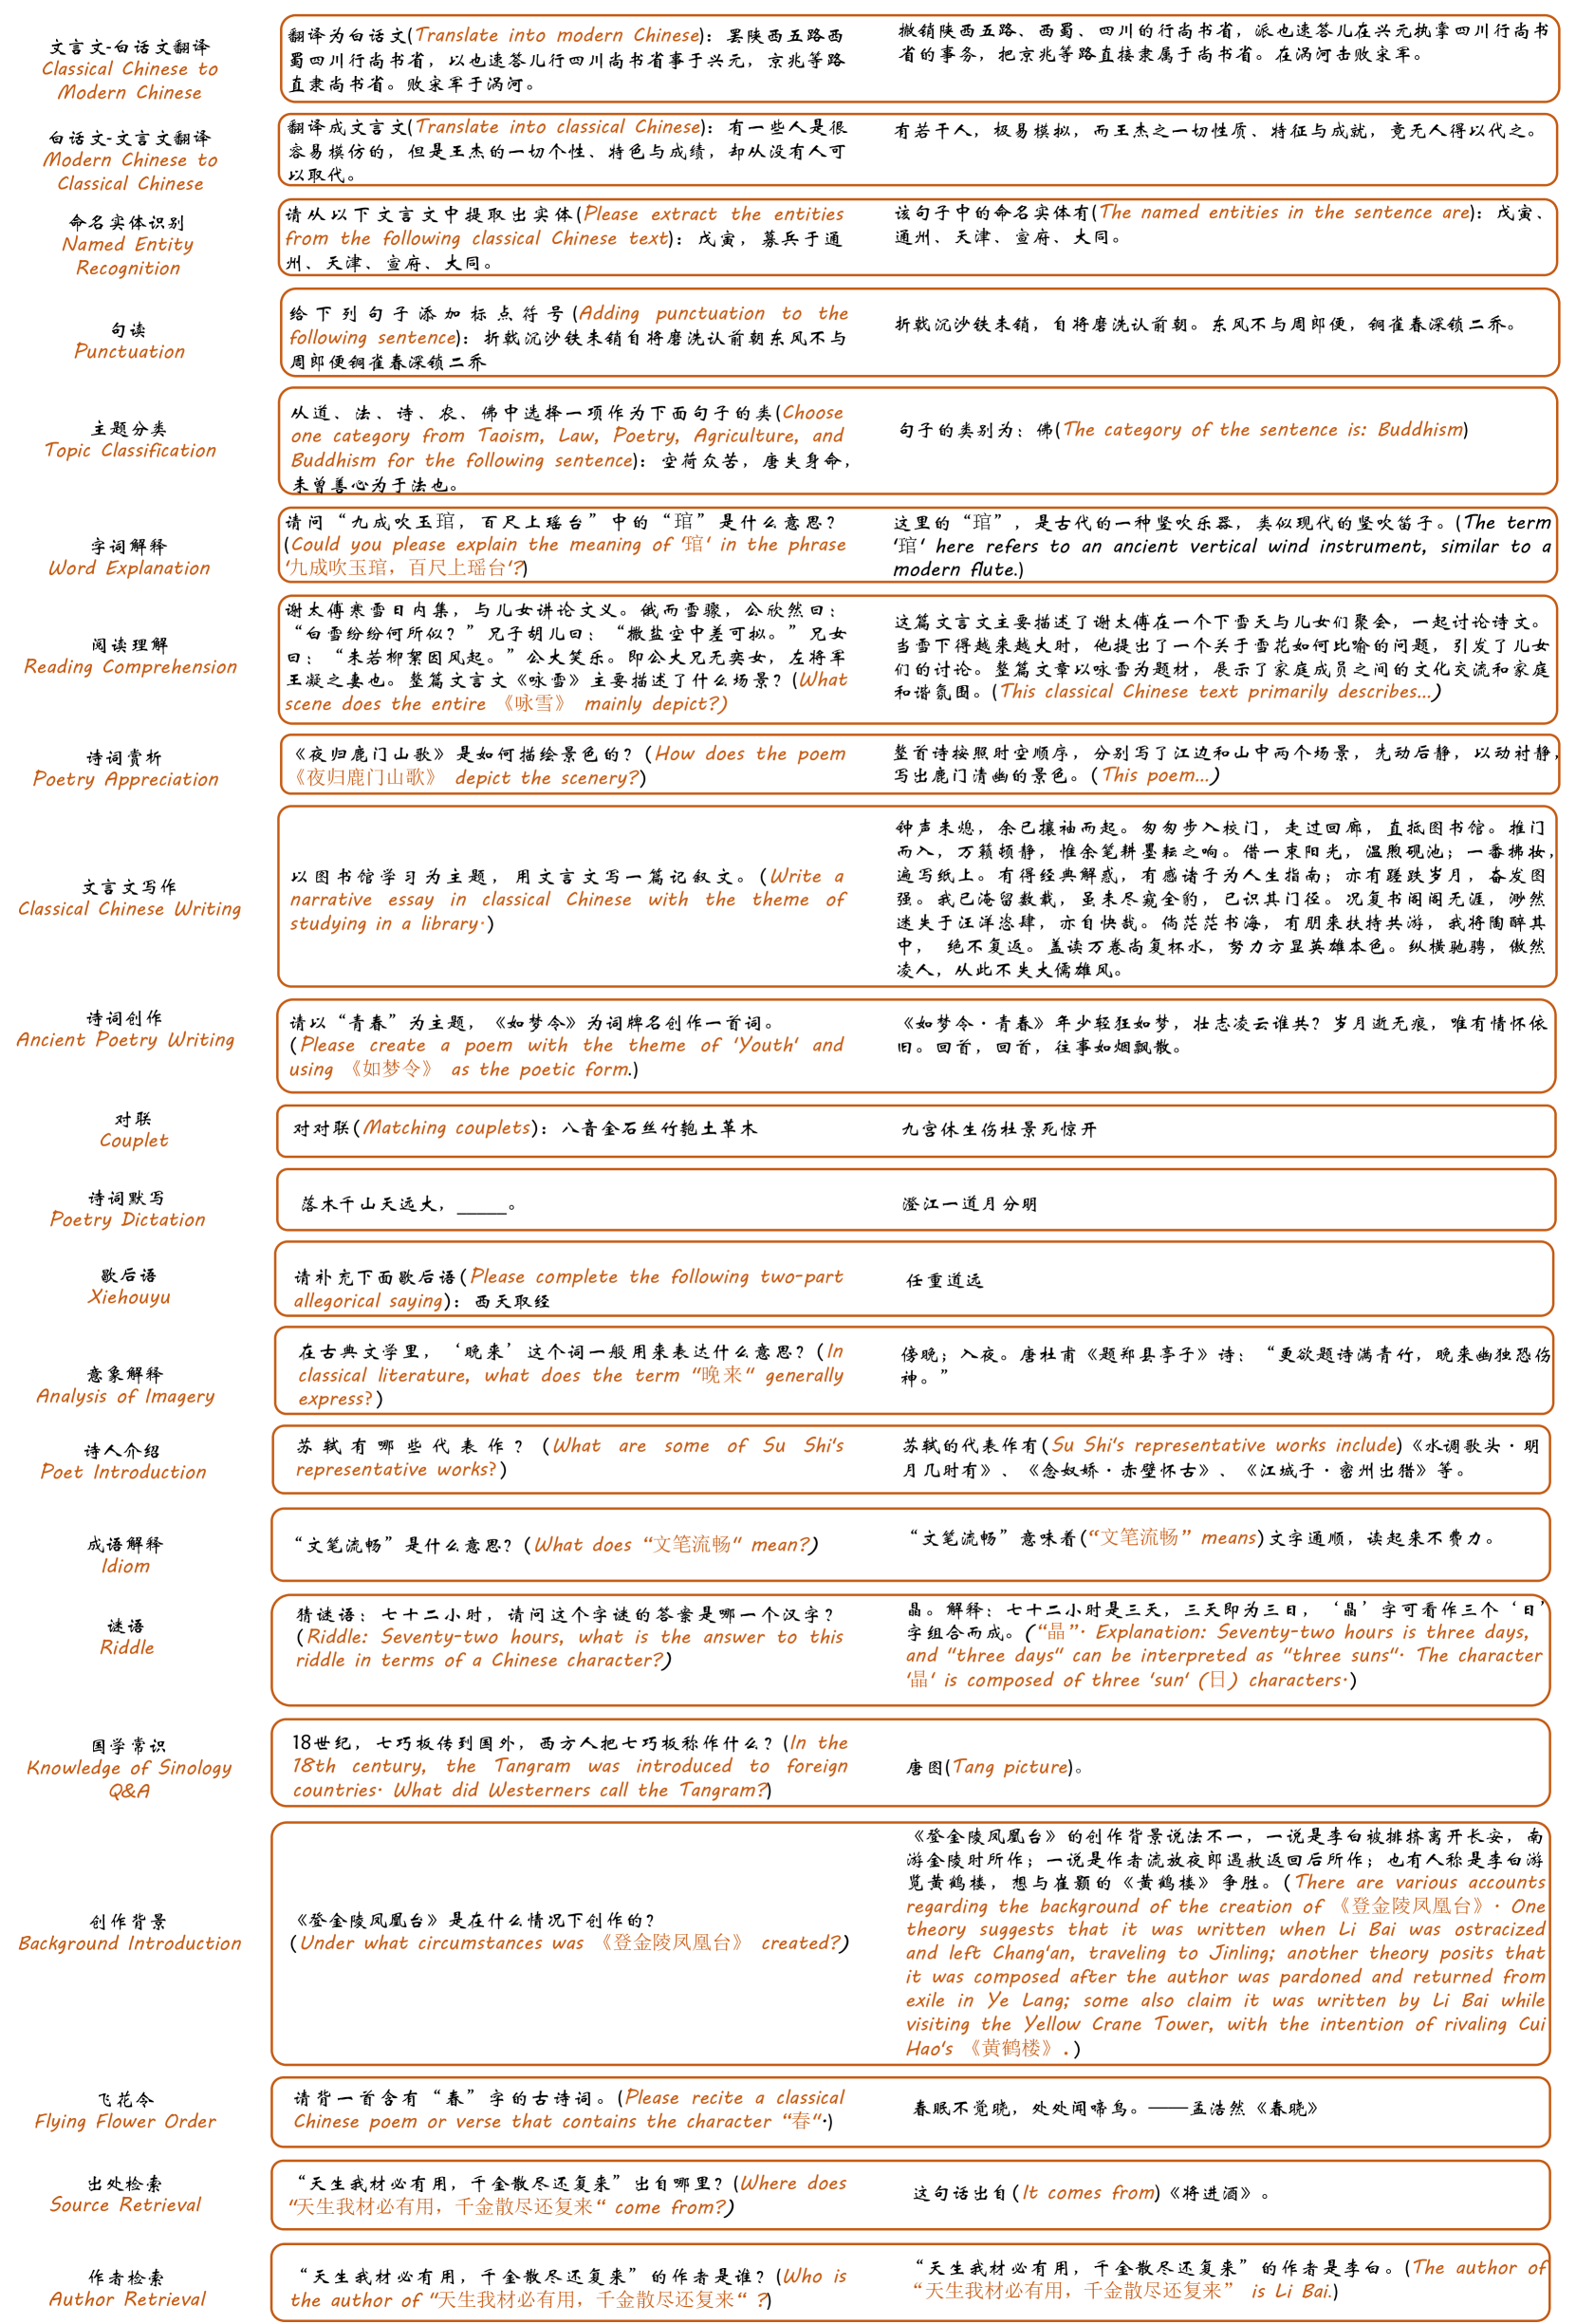 文言文-白话文翻译
Classical Chinese to
Modern Chinese
翻译为白话文(Translate into modern Chinese)：罢陕西五路西
蜀四川行尚书省，以也速答儿行四川尚书省事于兴元，京兆等路
直隶尚书省。败宋军于涡河。
撤销陕西五路、西蜀、四川的行尚书省，派也速答儿在兴元执掌四川行尚书
省的事务，把京兆等路直接隶属于尚书省。在涡河击败宋军。
白话文-文言文翻译
Modern Chinese to
Classical Chinese
翻译成文言文(Translate into classical Chinese)：有一些人是很
容易模仿的，但是王杰的一切个性、特色与成绩，却从没有人可
以取代。
有若干人，极易模拟，而王杰之一切性质、特征与成就，竟无人得以代之。
命名实体识别
Named Entity
Recognition
请从以下文言文中提取出实体(Please extract the entities
from the following classical Chinese text)：戊寅，募兵于通
州、天津、宣府、大同。
该句子中的命名实体有(The named entities in the sentence are)：戊寅、
通州、天津、宣府、大同。
句读
Punctuation
给下列句子添加标点符号(Adding punctuation to the
following sentence)：折戟沉沙铁未销自将磨洗认前朝东风不与
周郎便铜雀春深锁二乔
折戟沉沙铁未销，自将磨洗认前朝。东风不与周郎便，铜雀春深锁二乔。
主题分类
Topic Classification
从道、法、诗、农、佛中选择一项作为下面句子的类(Choose
one category from Taoism, Law, Poetry, Agriculture, and
Buddhism for the following sentence)：空荷众苦，唐失身命，
未曾善心为于法也。
句子的类别为：佛(The category of the sentence is: Buddhism)
字词解释
Word Explanation
请问“九成吹玉琯，百尺上瑶台”中的“琯”是什么意思？
(Could you please explain the meaning of '琯' in the phrase
'九成吹玉琯，百尺上瑶台'?)
这里的“琯”，是古代的一种竖吹乐器，类似现代的竖吹笛子。(The term
'琯' here refers to an ancient vertical wind instrument, similar to a
modern flute.)
阅读理解
Reading Comprehension
谢太傅寒雪日内集，与儿女讲论文义。俄而雪骤，公欣然曰：
“白雪纷纷何所似？”兄子胡儿曰：“撒盐空中差可拟。”兄女
曰：“未若柳絮因风起。”公大笑乐。即公大兄无奕女，左将军
王凝之妻也。整篇文言文《咏雪》主要描述了什么场景？(What
scene does the entire 《咏雪》 mainly depict?)
这篇文言文主要描述了谢太傅在一个下雪天与儿女们聚会，一起讨论诗文。
当雪下得越来越大时，他提出了一个关于雪花如何比喻的问题，引发了儿女
们的讨论。整篇文章以咏雪为题材，展示了家庭成员之间的文化交流和家庭
和谐氛围。(This classical Chinese text primarily describes...)
诗词赏析
Poetry Appreciation
《夜归鹿门山歌》是如何描绘景色的？(How does the poem
《夜归鹿门山歌》 depict the scenery?)
整首诗按照时空顺序，分别写了江边和山中两个场景，先动后静，以动衬静，
写出鹿门清幽的景色。(This poem...)
文言文写作
Classical Chinese Writing
以图书馆学习为主题，用文言文写一篇记叙文。(Write a
narrative essay in classical Chinese with the theme of
studying in a library.)
钟声未熄，余已攘袖而起。匆匆步入校门，走过回廊，直抵图书馆。推门
而入，万籁顿静，惟余笔耕墨耘之响。借一束阳光，温煦砚池；一番拂妆，
遍写纸上。有得经典解惑，有感诸子为人生指南；亦有蹉跌岁月，奋发图
强。我已淹留数载，虽未尽窥全豹，已识其门径。况复书阁阁无涯，渺然
迷失于汪洋恣肆，亦自快哉。倘茫茫书海，有朋来扶持共游，我将陶醉其
中， 绝不复返。盖读万卷尚复杯水，努力方显英雄本色。纵横驰骋，傲然
凌人，从此不失大儒雄风。
诗词创作
Ancient Poetry Writing
请以“青春”为主题，《如梦令》为词牌名创作一首词。
(Please create a poem with the theme of 'Youth' and
using 《如梦令》 as the poetic form.)
《如梦令·青春》年少轻狂如梦，壮志凌云谁共？岁月逝无痕，唯有情怀依
旧。回首，回首，往事如烟飘散。
对联
Couplet
对对联(Matching couplets)：八音金石丝竹匏土革木
九宫休生伤杜景死惊开
诗词默写
Poetry Dictation
落木千山天远大，_____。
澄江一道月分明
歇后语
Xiehouyu
请补充下面歇后语(Please complete the following two-part
allegorical saying)：西天取经
任重道远
意象解释
Analysis of Imagery
在古典文学里，‘晚来’这个词一般用来表达什么意思？(In
classical literature, what does the term “晚来” generally
express?)
傍晚；入夜。唐杜甫《题郑县亭子》诗：“更欲题诗满青竹，晚来幽独恐伤
神。”
诗人介绍
Poet Introduction
苏轼有哪些代表作？(What are some of Su Shi's
representative works?)
苏轼的代表作有(Su Shi's representative works include)《水调歌头·明
月几时有》、《念奴娇·赤壁怀古》、《江城子·密州出猎》等。
成语解释
Idiom
“文笔流畅”是什么意思？(What does “文笔流畅” mean?)
“文笔流畅”意味着(“文笔流畅” means)文字通顺，读起来不费力。
谜语
Riddle
猜谜语：七十二小时，请问这个字谜的答案是哪一个汉字？
(Riddle: Seventy-two hours, what is the answer to this
riddle in terms of a Chinese character?)
晶。解释：七十二小时是三天，三天即为三日，‘晶’字可看作三个‘日’
字组合而成。(“晶”. Explanation: Seventy-two hours is three days,
and "three days" can be interpreted as "three suns". The character
'晶' is composed of three 'sun' (日) characters.)
国学常识
Knowledge of Sinology
Q&A
18世纪，七巧板传到国外，西方人把七巧板称作什么？(In the
18th century, the Tangram was introduced to foreign
countries. What did Westerners call the Tangram?)
唐图(Tang picture)。
创作背景
Background Introduction
《登金陵凤凰台》是在什么情况下创作的？
(Under what circumstances was 《登金陵凤凰台》 created?)
《登金陵凤凰台》的创作背景说法不一，一说是李白被排挤离开长安，南
游金陵时所作；一说是作者流放夜郎遇赦返回后所作；也有人称是李白游
览黄鹤楼，想与崔颢的《黄鹤楼》争胜。(There are various accounts
regarding the background of the creation of 《登金陵凤凰台》. One
theory suggests that it was written when Li Bai was ostracized
and left Chang'an, traveling to Jinling; another theory posits that
it was composed after the author was pardoned and returned from
exile in Ye Lang; some also claim it was written by Li Bai while
visiting the Yellow Crane Tower, with the intention of rivaling Cui
Hao's 《黄鹤楼》.)
飞花令
Flying Flower Order
请背一首含有“春”字的古诗词。(Please recite a classical
Chinese poem or verse that contains the character “春”.)
春眠不觉晓，处处闻啼鸟。——孟浩然《春晓》
出处检索
Source Retrieval
“天生我材必有用，千金散尽还复来”出自哪里？(Where does
“天生我材必有用，千金散尽还复来” come from?)
这句话出自(It comes from)《将进酒》。
作者检索
Author Retrieval
“天生我材必有用，千金散尽还复来”的作者是谁？(Who is
the author of “天生我材必有用，千金散尽还复来” ?)
“天生我材必有用，千金散尽还复来”的作者是李白。(The author of
“天生我材必有用，千金散尽还复来” is Li Bai.)